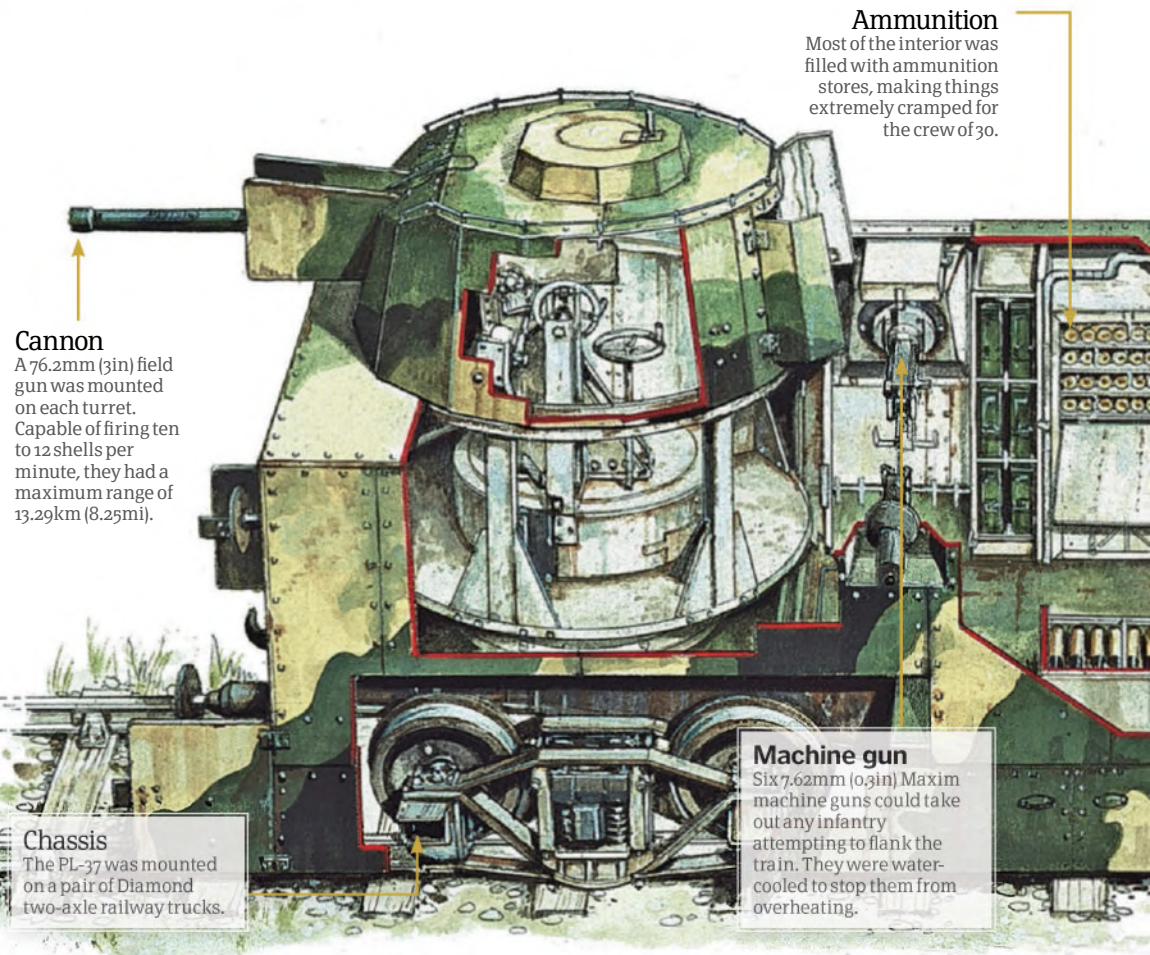 Ammunition
Most of the interior was
filled with ammunition
stores, making things
extremely cramped for
the crew of 30.
Cannon
A 76.2mm (3in) field
gun was mounted
on each turret.
Capable of firing ten
to 12 shells per
minute, they had a
maximum range of
13.29km (8.25mi).
Machine gun
Six 7.62mm (0.3in) Maxim
machine guns could take
out any infantry
attempting to flank the
train. They were water-
cooled to stop them from
overheating.
Chassis
The PL-37 was mounted
on a pair of Diamond
two-axle railway trucks.